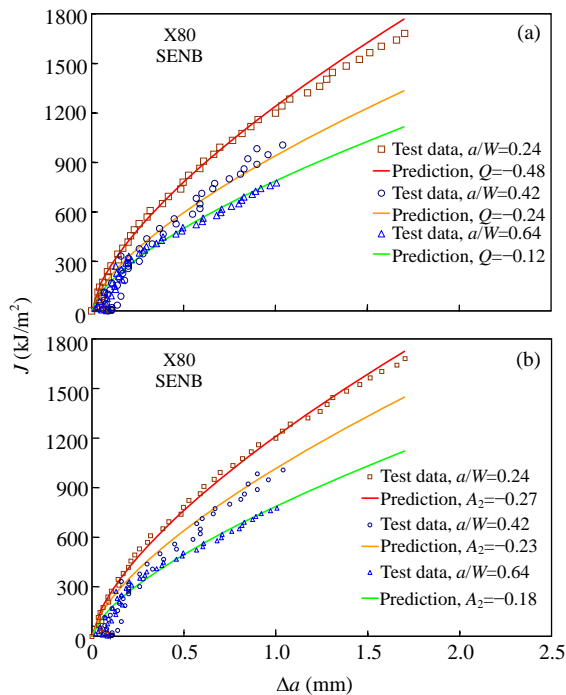 1800
1500
1200
900
600
300
0
X80
SENB
(a)
Test data, a/W=0.24
Prediction, Q=−0.48
Test data, a/W=0.42
Prediction, Q=−0.24
Test data, a/W=0.64
Prediction, Q=−0.12
J (kJ/m²)
1800
1500
1200
900
600
300
0
X80
SENB
(b)
Test data, a/W=0.24
Prediction, A₂=−0.27
Test data, a/W=0.42
Prediction, A₂=−0.23
Test data, a/W=0.64
Prediction, A₂=−0.18
0 0.5 1.0 1.5 2.0 2.5
Δa (mm)